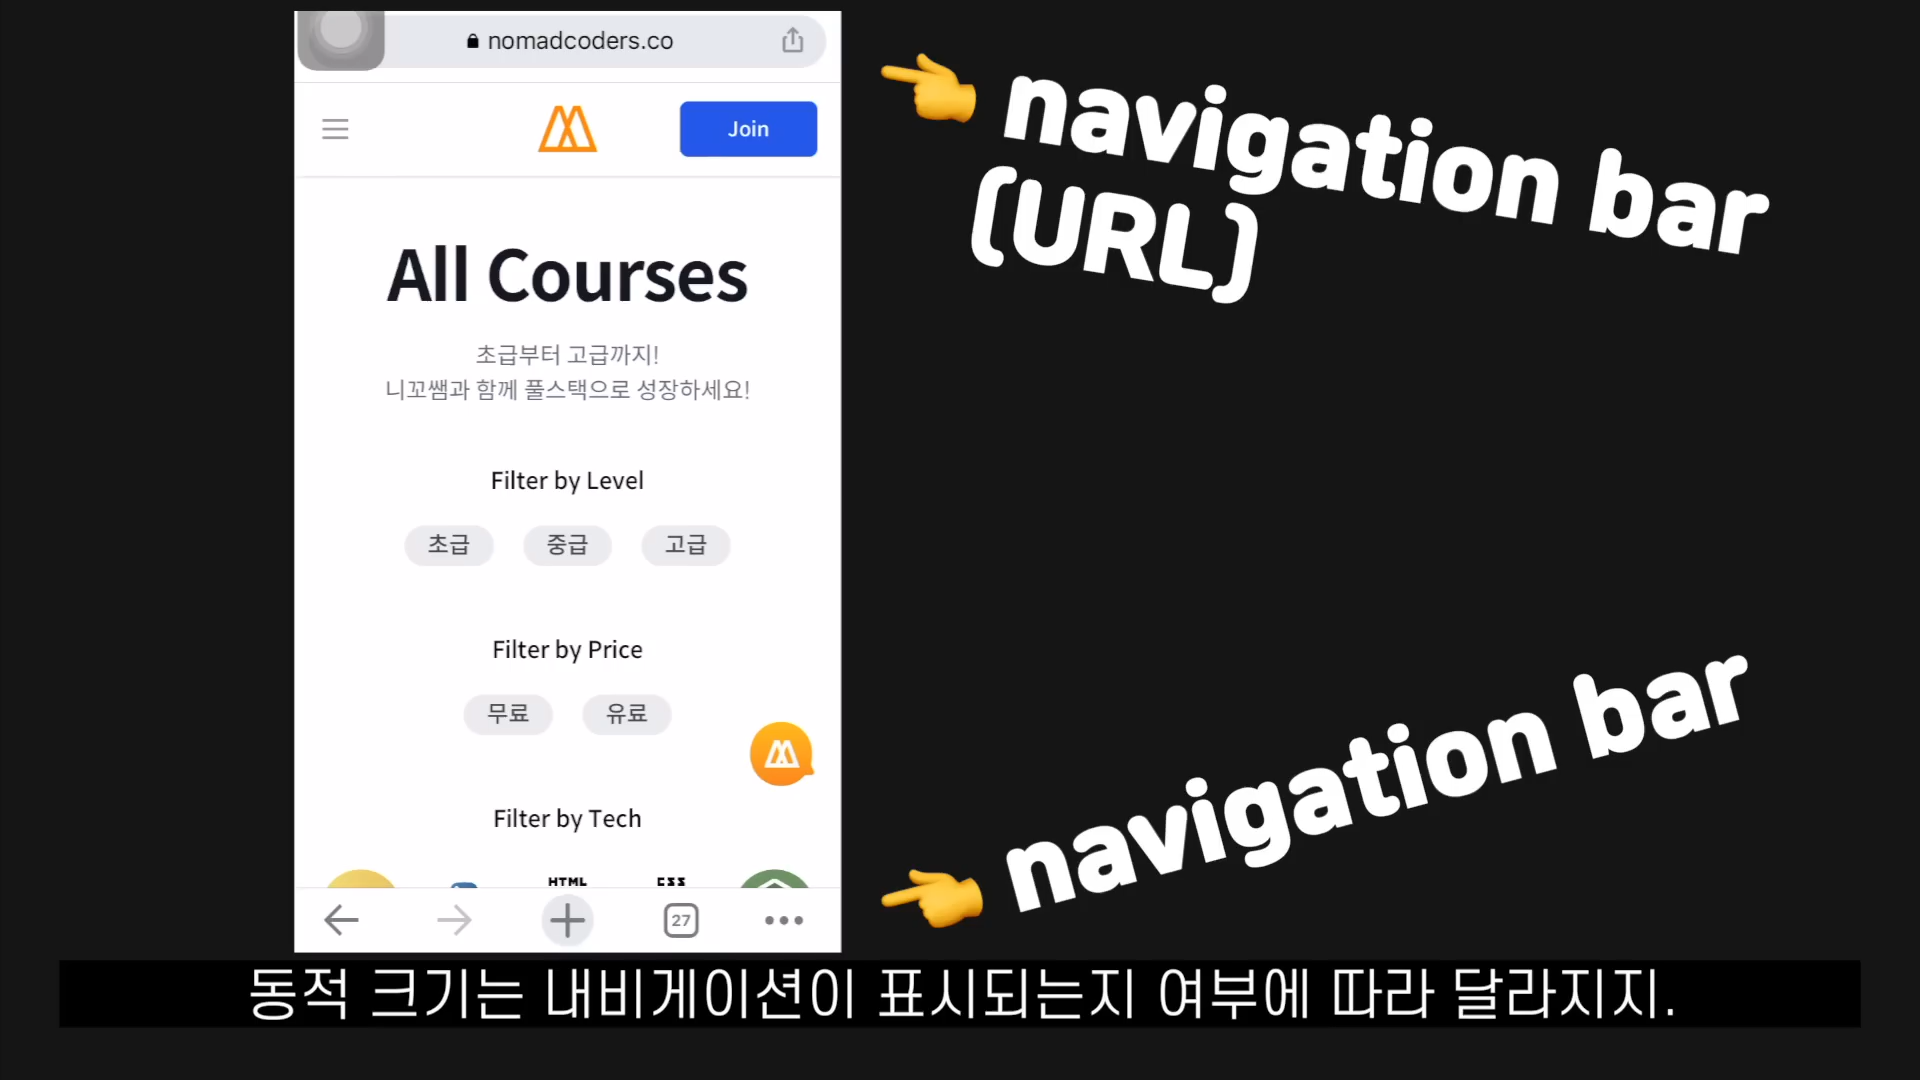 nomadcoders.co
Join
navigation bar
(URL)
All Courses
초급부터 고급까지!
니꼬쌤과 함께 풀스택으로 성장하세요!
Filter by Level
초급 중급 고급
Filter by Price
무료 유료
Filter by Tech
HTML CSS
27
navigation bar
동적 크기는 내비게이션이 표시되는지 여부에 따라 달라지지.